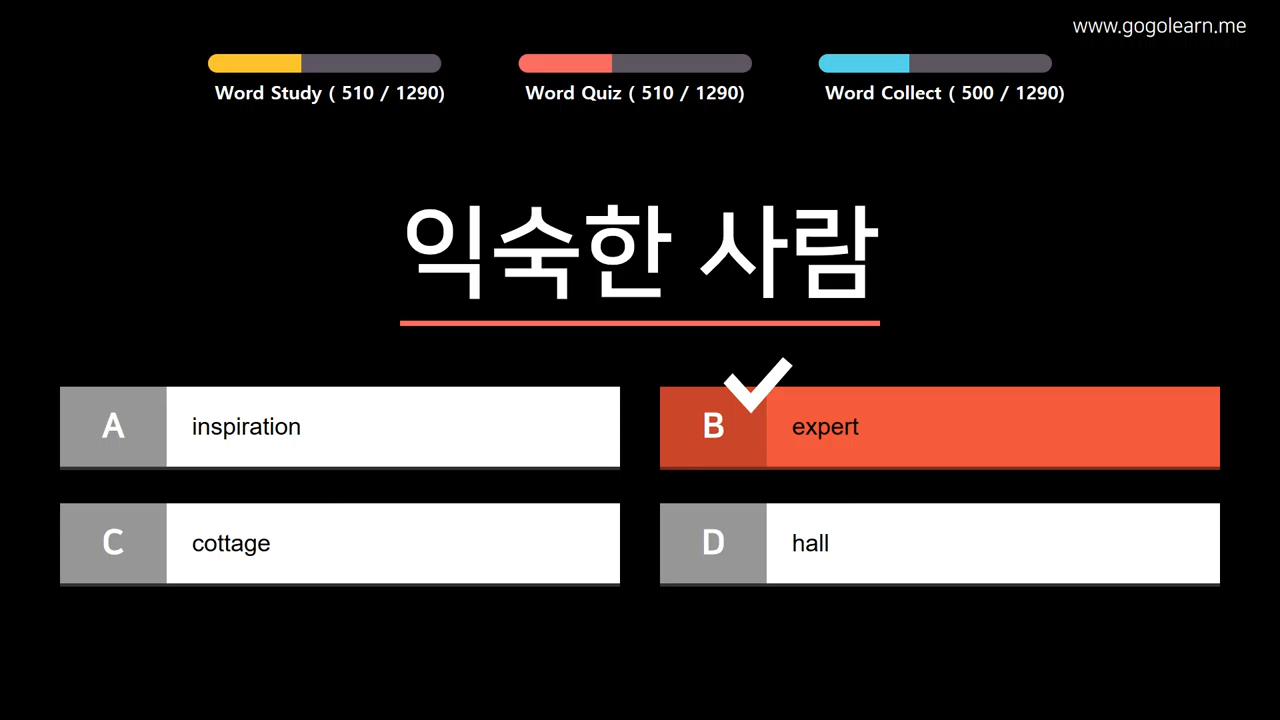 www.gogolearn.me
Word Study ( 510 / 1290)
Word Quiz ( 510 / 1290)
Word Collect ( 500 / 1290)
익숙한 사람
A inspiration
B expert
C cottage
D hall